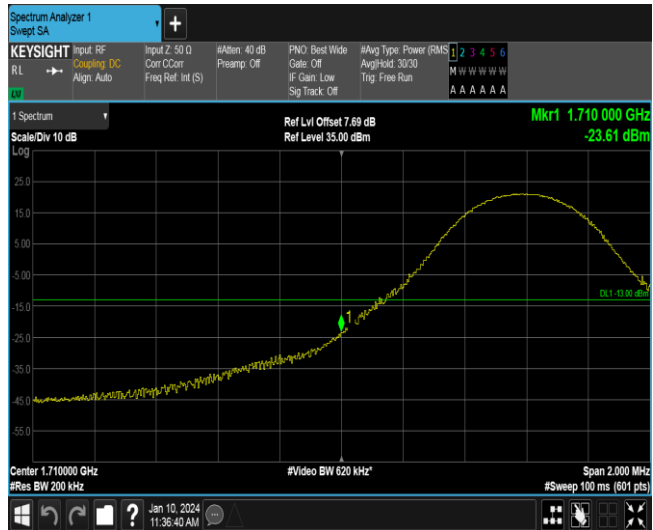 Spectrum Analyzer 1
Swept SA
+
KEYSIGHT Input: RF Input Z: 50 Ω #Atten: 40 dB PNO: Best Wide #Avg Type: Power (RMS 1 2 3 4 5 6
RL Coupling: DC Corr CCorr Preamp: Off Gate: Off Avg|Hold: 30/30 M W W W W W
Align: Auto Freq Ref: Int (S) IF Gain: Low Trig: Free Run
LXI Sig Track: Off A A A A A A
1 Spectrum Ref Lvl Offset 7.69 dB Mkr1 1.710 000 GHz
Scale/Div 10 dB Ref Level 35.00 dBm -23.61 dBm
Log
25.0
15.0
5.00
-5.00
DL1 -13.00 dBm
-15.0
1
-25.0
-35.0
-45.0
-55.0
Center 1.710000 GHz #Video BW 620 kHz* Span 2.000 MHz
#Res BW 200 kHz #Sweep 100 ms (601 pts)
? Jan 10, 2024
11:36:40 AM